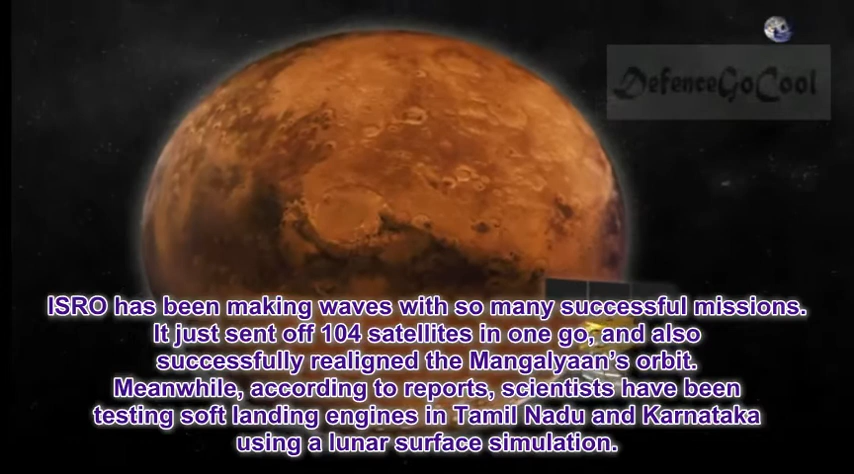 DefenceGoCool
ISRO has been making waves with so many successful missions.
It just sent off 104 satellites in one go, and also
successfully realigned the Mangalyaan's orbit.
Meanwhile, according to reports, scientists have been
testing soft landing engines in Tamil Nadu and Karnataka
using a lunar surface simulation.